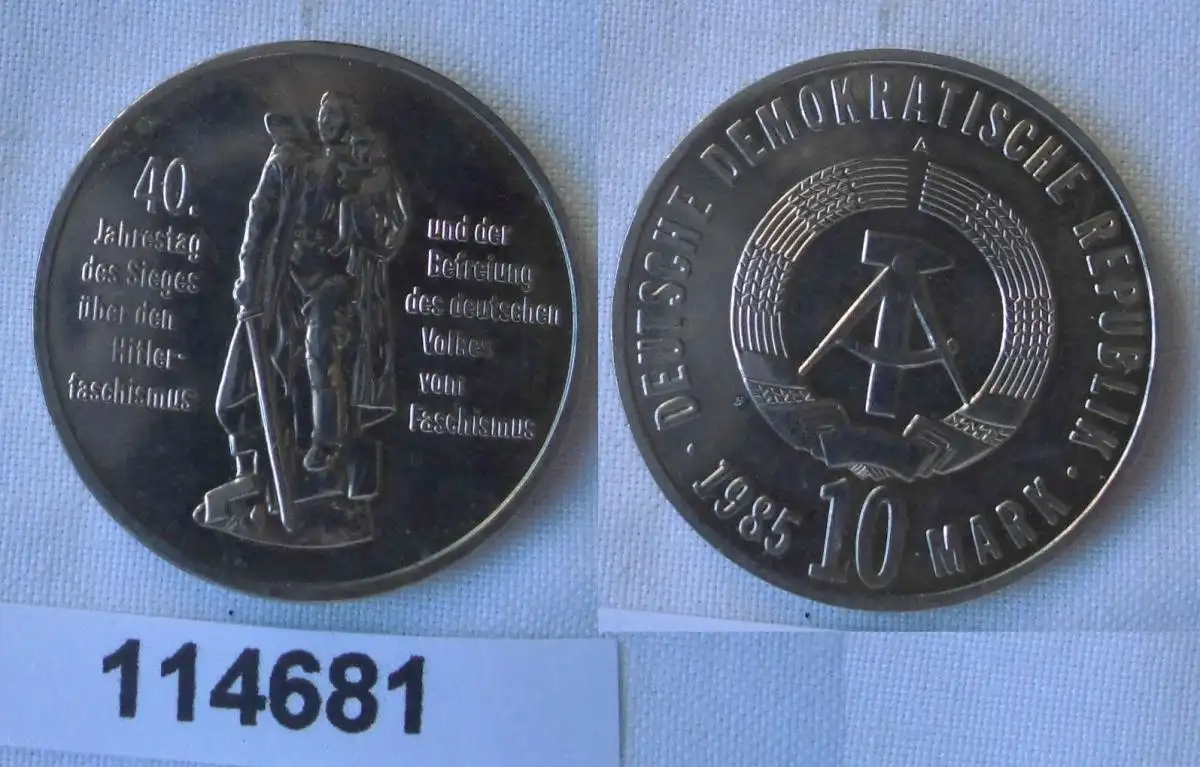 40.
Jahrestag
des Sieges
über den
Hitler-
faschismus
und der
Befreiung
des deutschen
Volkes
vom
Faschismus
DEUTSCHE DEMOKRATISCHE REPUBLIK
A
· 1985 10 MARK ·
114681